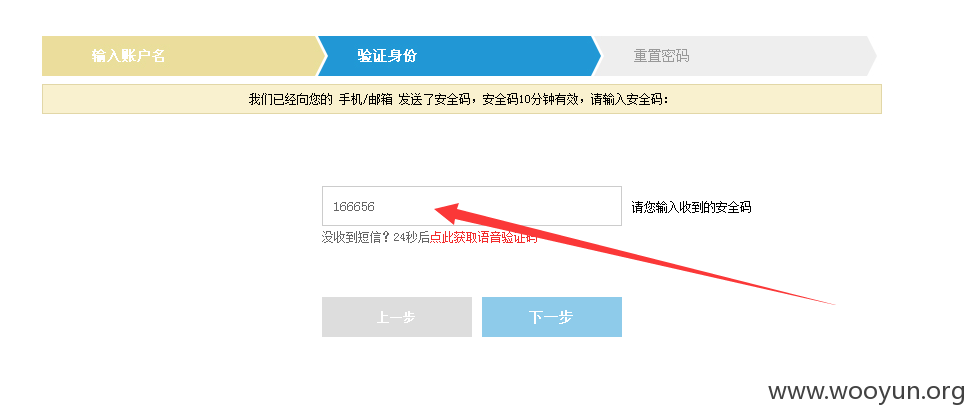 输入账户名
验证身份
重置密码
我们已经向您的 手机/邮箱 发送了安全码，安全码10分钟有效，请输入安全码：
166656
请您输入收到的安全码
没收到短信？24秒后点此获取语音验证码
上一步
下一步
www.wooyun.org